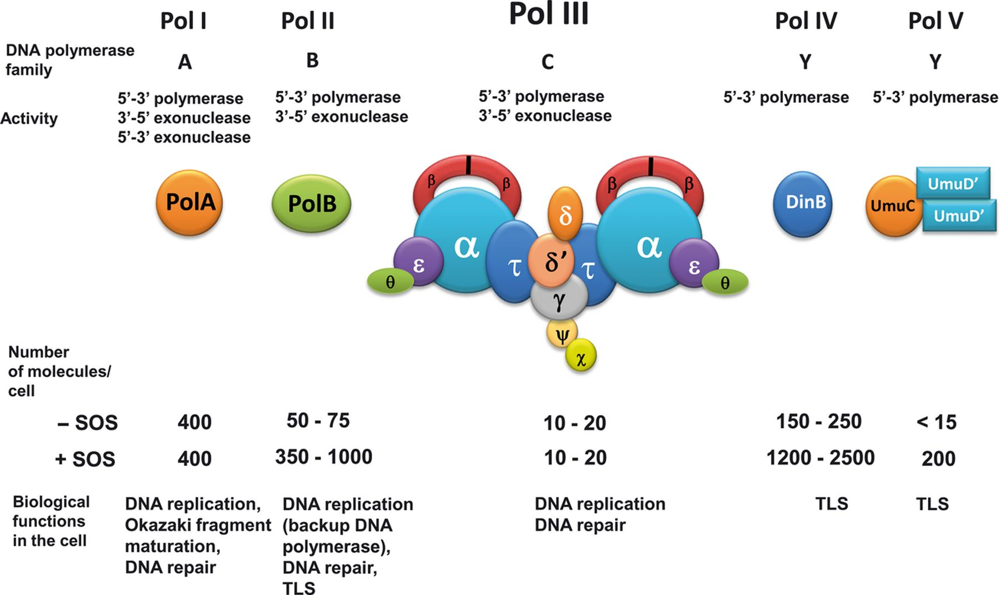 Pol I Pol II Pol III Pol IV Pol V
DNA polymerase
family
A B C Y Y
Activity
5’-3’ polymerase
3’-5’ exonuclease
5’-3’ exonuclease
5’-3’ polymerase
3’-5’ exonuclease
5’-3’ polymerase
3’-5’ exonuclease
5’-3’ polymerase
5’-3’ polymerase
PolA
PolB
β β β β
δ
α α
τ δ’ τ
ε ε
θ θ
γ
ψ
χ
DinB
UmuC
UmuD’
UmuD’
Number
of molecules/
cell
– SOS 400 50 - 75 10 - 20 150 - 250 < 15
+ SOS 400 350 - 1000 10 - 20 1200 - 2500 200
Biological
functions
in the cell
DNA replication,
Okazaki fragment
maturation,
DNA repair
DNA replication
(backup DNA
polymerase),
DNA repair,
TLS
DNA replication
DNA repair
TLS
TLS